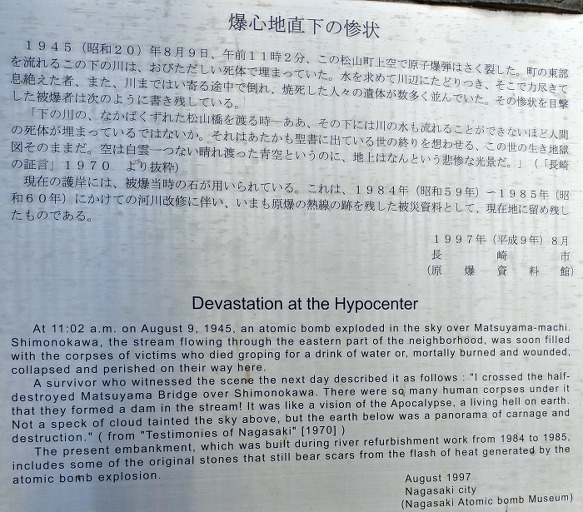 爆心地直下の惨状
１９４５（昭和２０）年８月９日、午前１１時２分、この松山町上空で原子爆弾はさく裂した。町の東部
を流れるこの下の川は、おびただしい死体で埋まっていた。水を求めて川辺にたどりつき、そこで力尽きて
息絶えた者、また、川まではい寄る途中で倒れ、焼死した人々の遺体が数多く並んでいた。その惨状を目撃
した被爆者は次のように書き残している。
「下の川の、なかばくずれた松山橋を渡る時―ああ、その下には川の水も流れることができないほど人間
の死体が埋まっているではないか。それはあたかも聖書に出ている世の終りを想わせる、この世の生き地獄
図そのままだ。空は白雲一つない晴れ渡った青空というのに、地上はなんという悲惨な光景だ。」（「長崎
の証言」１９７０　より抜粋）
現在の護岸には、被爆当時の石が用いられている。これは、１９８４年（昭和５９年）－１９８５年（昭
和６０年）にかけての河川改修に伴い、いまも原爆の熱線の跡を残した被災資料として、現在地に留め残し
たものである。
１９９７年（平成９年）８月
長崎市
（原爆資料館）
Devastation at the Hypocenter
At 11:02 a.m. on August 9, 1945, an atomic bomb exploded in the sky over Matsuyama-machi.
Shimonokawa, the stream flowing through the eastern part of the neighborhood, was soon filled
with the corpses of victims who died groping for a drink of water or, mortally burned and wounded,
collapsed and perished on their way here.
A survivor who witnessed the scene the next day described it as follows : "I crossed the half-
destroyed Matsuyama Bridge over Shimonokawa. There were so many human corpses under it
that they formed a dam in the stream! It was like a vision of the Apocalypse, a living hell on earth.
Not a speck of cloud tainted the sky above, but the earth below was a panorama of carnage and
destruction." ( from "Testimonies of Nagasaki" [1970] )
The present embankment, which was built during river refurbishment work from 1984 to 1985,
includes some of the original stones that still bear scars from the flash of heat generated by the
atomic bomb explosion.
August 1997
Nagasaki city
(Nagasaki Atomic bomb Museum)